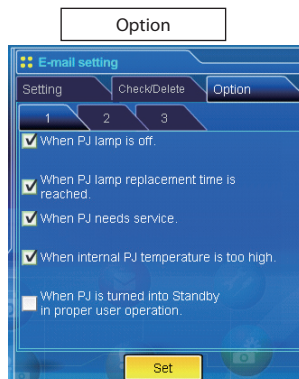 Option
E-mail setting
Setting
Check/Delete
Option
1
2
3
When PJ lamp is off.
When PJ lamp replacement time is
reached.
When PJ needs service.
When internal PJ temperature is too high.
When PJ is turned into Standby
in proper user operation.
Set